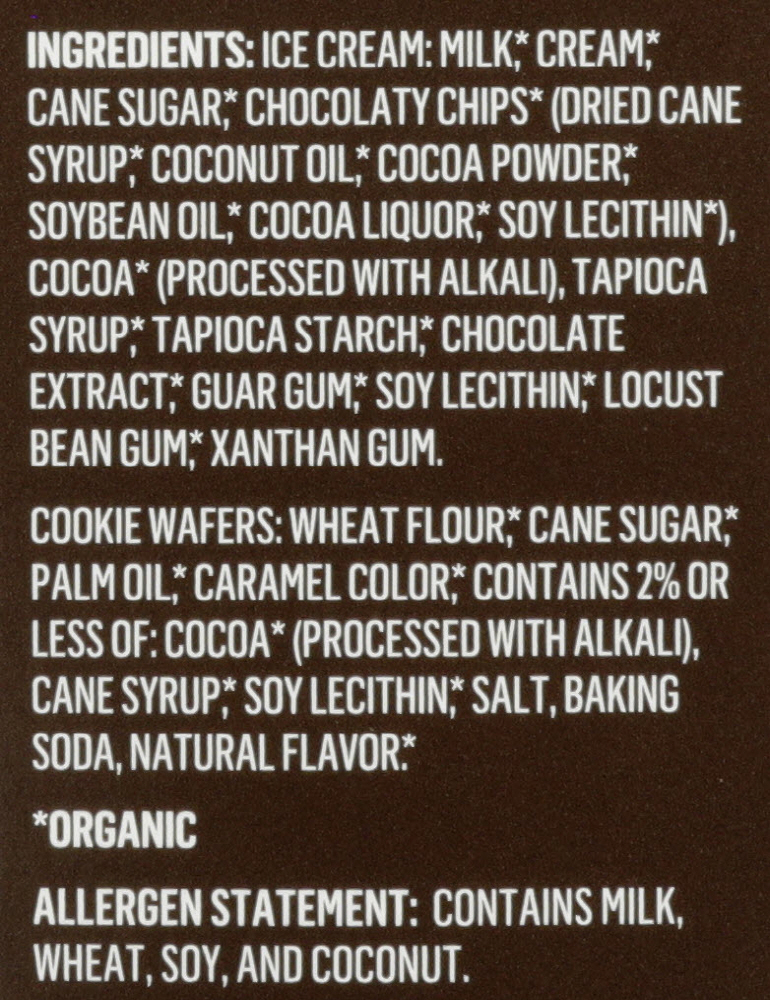 INGREDIENTS: ICE CREAM: MILK,* CREAM,*
CANE SUGAR,* CHOCOLATY CHIPS* (DRIED CANE
SYRUP,* COCONUT OIL,* COCOA POWDER,*
SOYBEAN OIL,* COCOA LIQUOR,* SOY LECITHIN*),
COCOA* (PROCESSED WITH ALKALI), TAPIOCA
SYRUP,* TAPIOCA STARCH,* CHOCOLATE
EXTRACT,* GUAR GUM,* SOY LECITHIN,* LOCUST
BEAN GUM,* XANTHAN GUM.
COOKIE WAFERS: WHEAT FLOUR,* CANE SUGAR,*
PALM OIL,* CARAMEL COLOR,* CONTAINS 2% OR
LESS OF: COCOA* (PROCESSED WITH ALKALI),
CANE SYRUP,* SOY LECITHIN,* SALT, BAKING
SODA, NATURAL FLAVOR.*
*ORGANIC
ALLERGEN STATEMENT: CONTAINS MILK,
WHEAT, SOY, AND COCONUT.